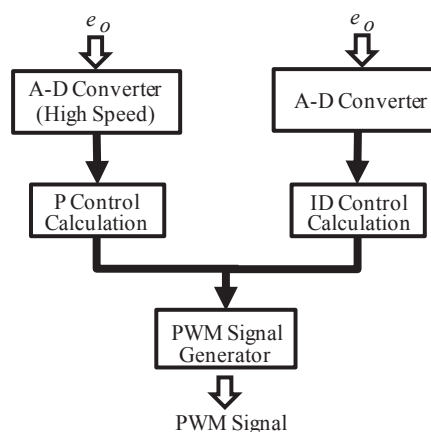 e_o
e_o
A-D Converter
(High Speed)
A-D Converter
P Control
Calculation
ID Control
Calculation
PWM Signal
Generator
PWM Signal